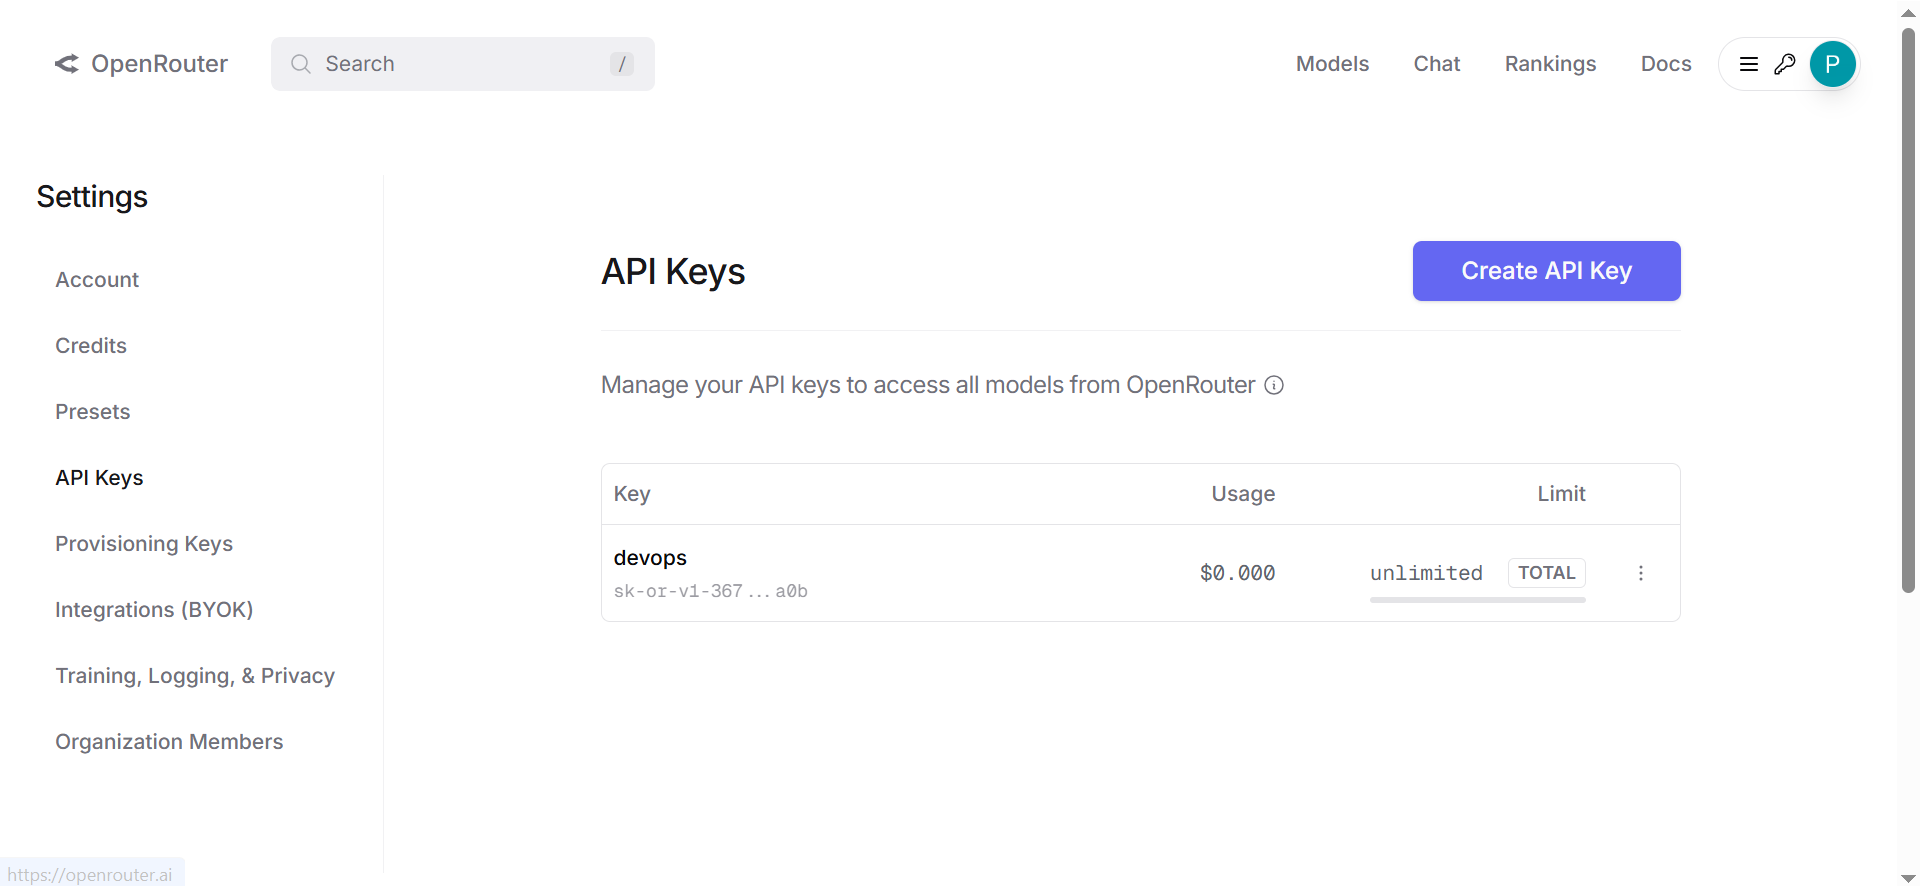 OpenRouter
Search
/
Models
Chat
Rankings
Docs
P
Settings
Account
Credits
Presets
API Keys
Provisioning Keys
Integrations (BYOK)
Training, Logging, & Privacy
Organization Members
API Keys
Create API Key
Manage your API keys to access all models from OpenRouter
Key Usage Limit
devops
sk-or-v1-367...a0b
$0.000
unlimited TOTAL
https://openrouter.ai